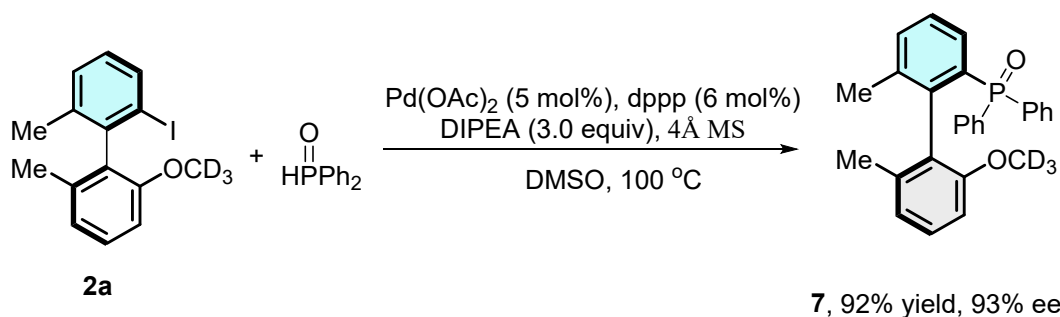 Me
I
Me
OCD₃
2a
+
O
HPPh₂
Pd(OAc)₂ (5 mol%), dppp (6 mol%)
DIPEA (3.0 equiv), 4Å MS
DMSO, 100 °C
O
Me
P
Ph
Ph
Me
OCD₃
7, 92% yield, 93% ee